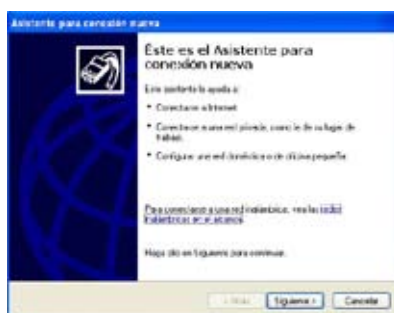 Asistente para conexión nueva
Éste es el Asistente para
conexión nueva
Este asistente le ayuda a:
* Conectarse a Internet.
* Conectarse a una red privada, como la de su lugar de
trabajo.
* Configurar una red doméstica o de oficina pequeña.
Para conectarse a una red inalámbrica, vea las redes
inalámbricas en el alcance.
Haga clic en Siguiente para continuar.
< Atrás
Siguiente >
Cancelar